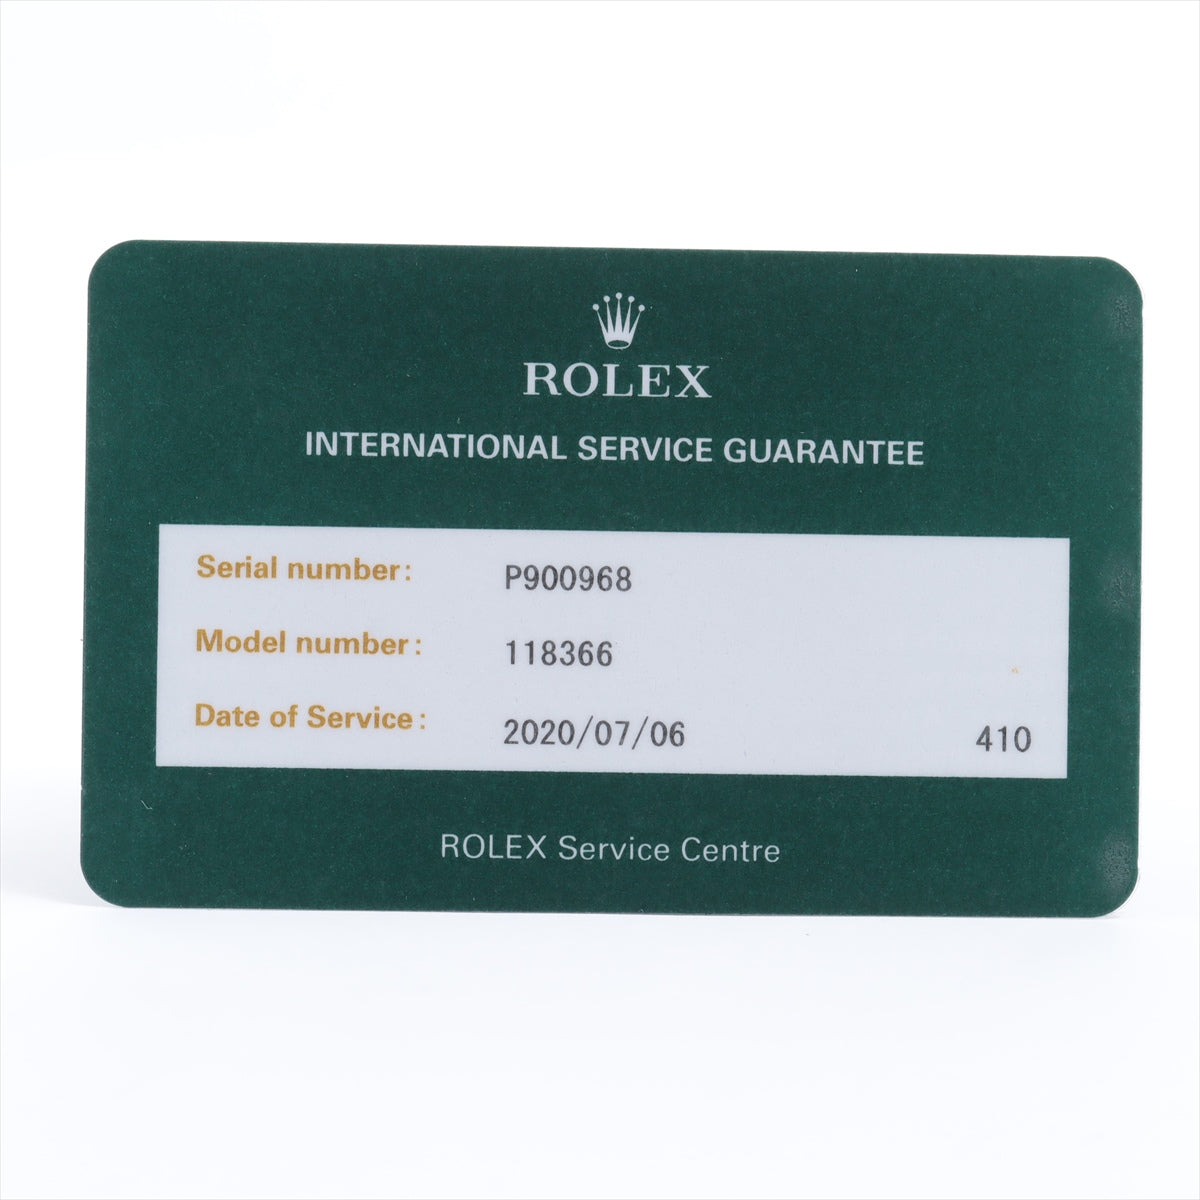 ROLEX
INTERNATIONAL SERVICE GUARANTEE
Serial number: P900968
Model number: 118366
Date of Service: 2020/07/06 410
ROLEX Service Centre